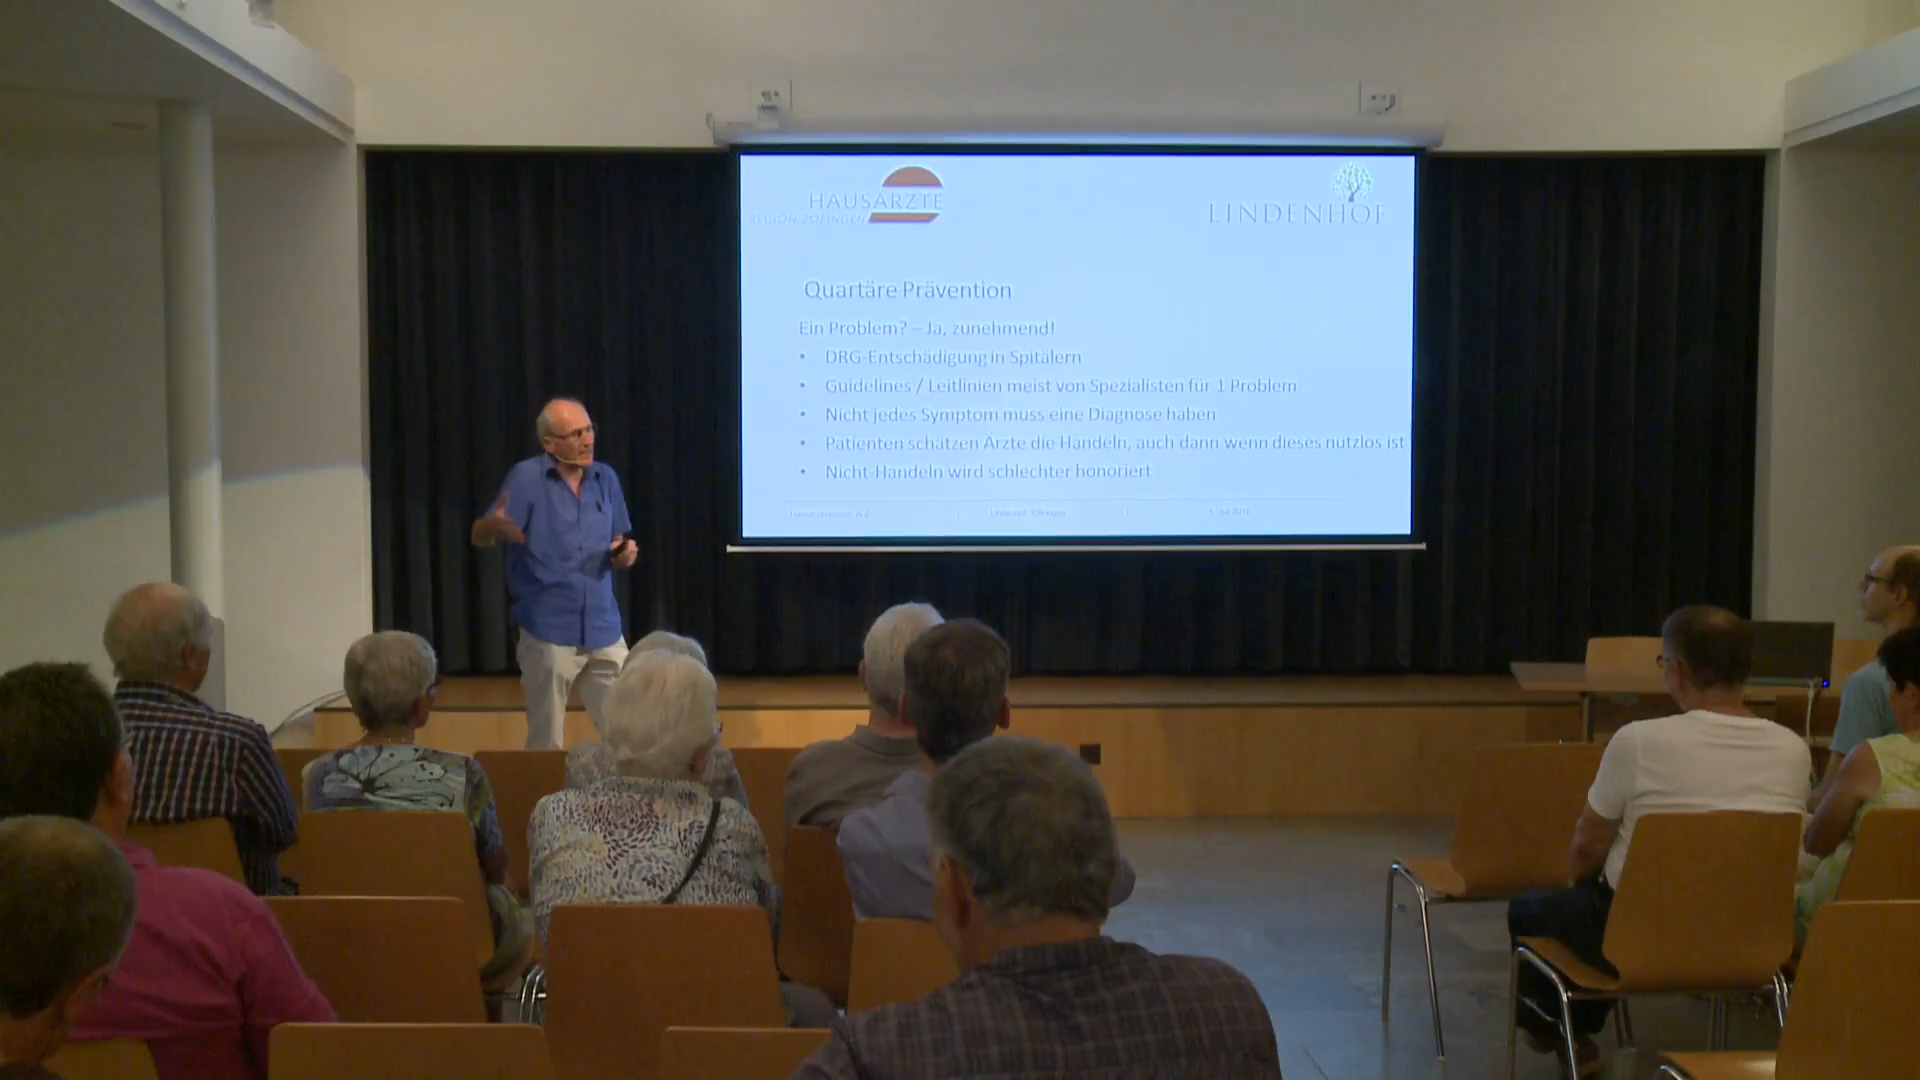 HAUSÄRZTE
REGION ZOFINGEN
LINDENHOF
Quartäre Prävention
Ein Problem? – Ja, zunehmend!
• DRG-Entschädigung in Spitälern
• Guidelines / Leitlinien meist von Spezialisten für 1 Problem
• Nicht jedes Symptom muss eine Diagnose haben
• Patienten schätzen Ärzte die Handeln, auch dann wenn dieses nutzlos ist
• Nicht-Handeln wird schlechter honoriert